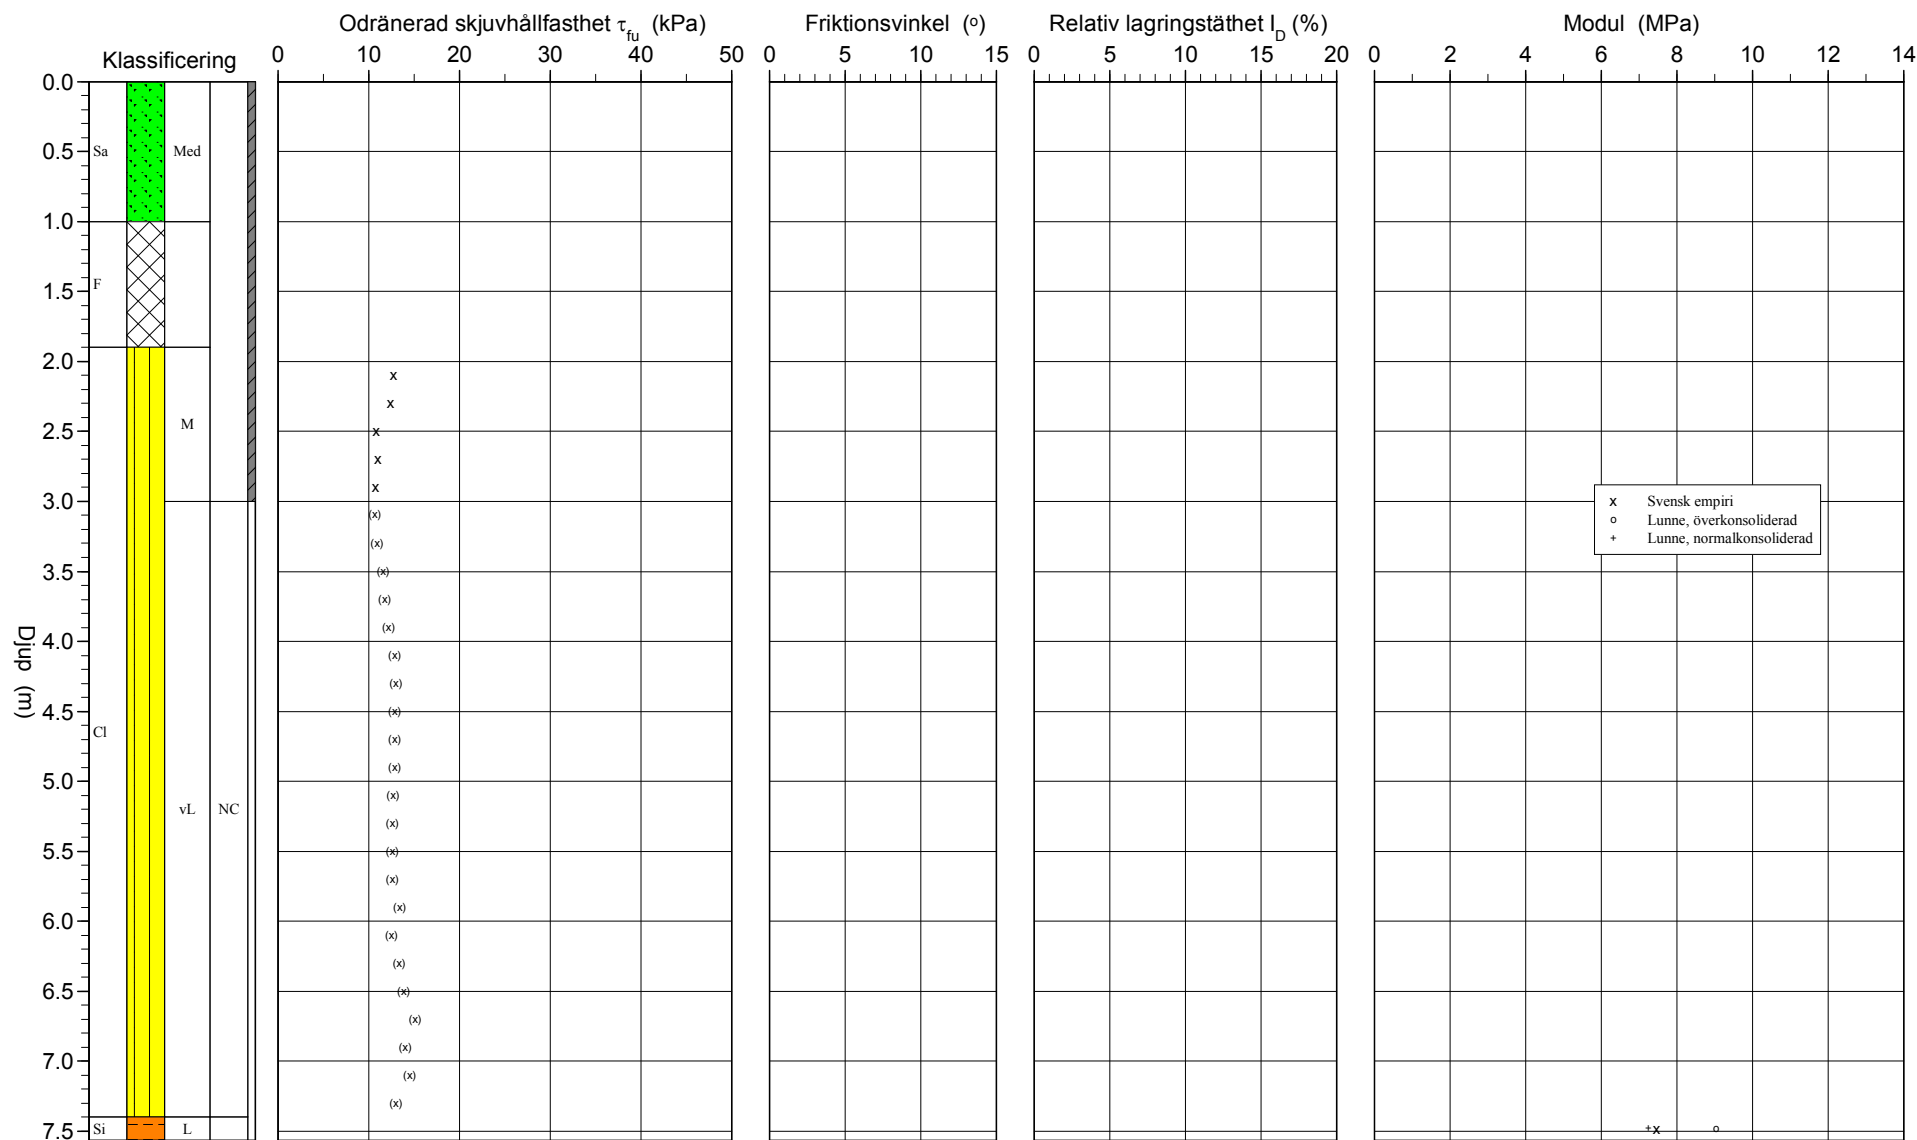 Klassificering
Odränerad skjuvhållfasthet τfu (kPa)
Friktionsvinkel (o)
Relativ lagringstäthet ID (%)
Modul (MPa)
0 10 20 30 40 50
0 5 10 15
0 5 10 15 20
0 2 4 6 8 10 12 14
Djup (m)
0.0
0.5
1.0
1.5
2.0
2.5
3.0
3.5
4.0
4.5
5.0
5.5
6.0
6.5
7.0
7.5
Sa
Med
F
M
Cl
vL
NC
Si
L
x Svensk empiri
o Lunne, överkonsoliderad
+ Lunne, normalkonsoliderad